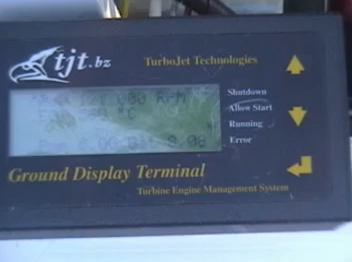 tjt.bz
TurboJet Technologies
Shutdown
Allow Start
Running
Error
Ground Display Terminal
Turbine Engine Management System